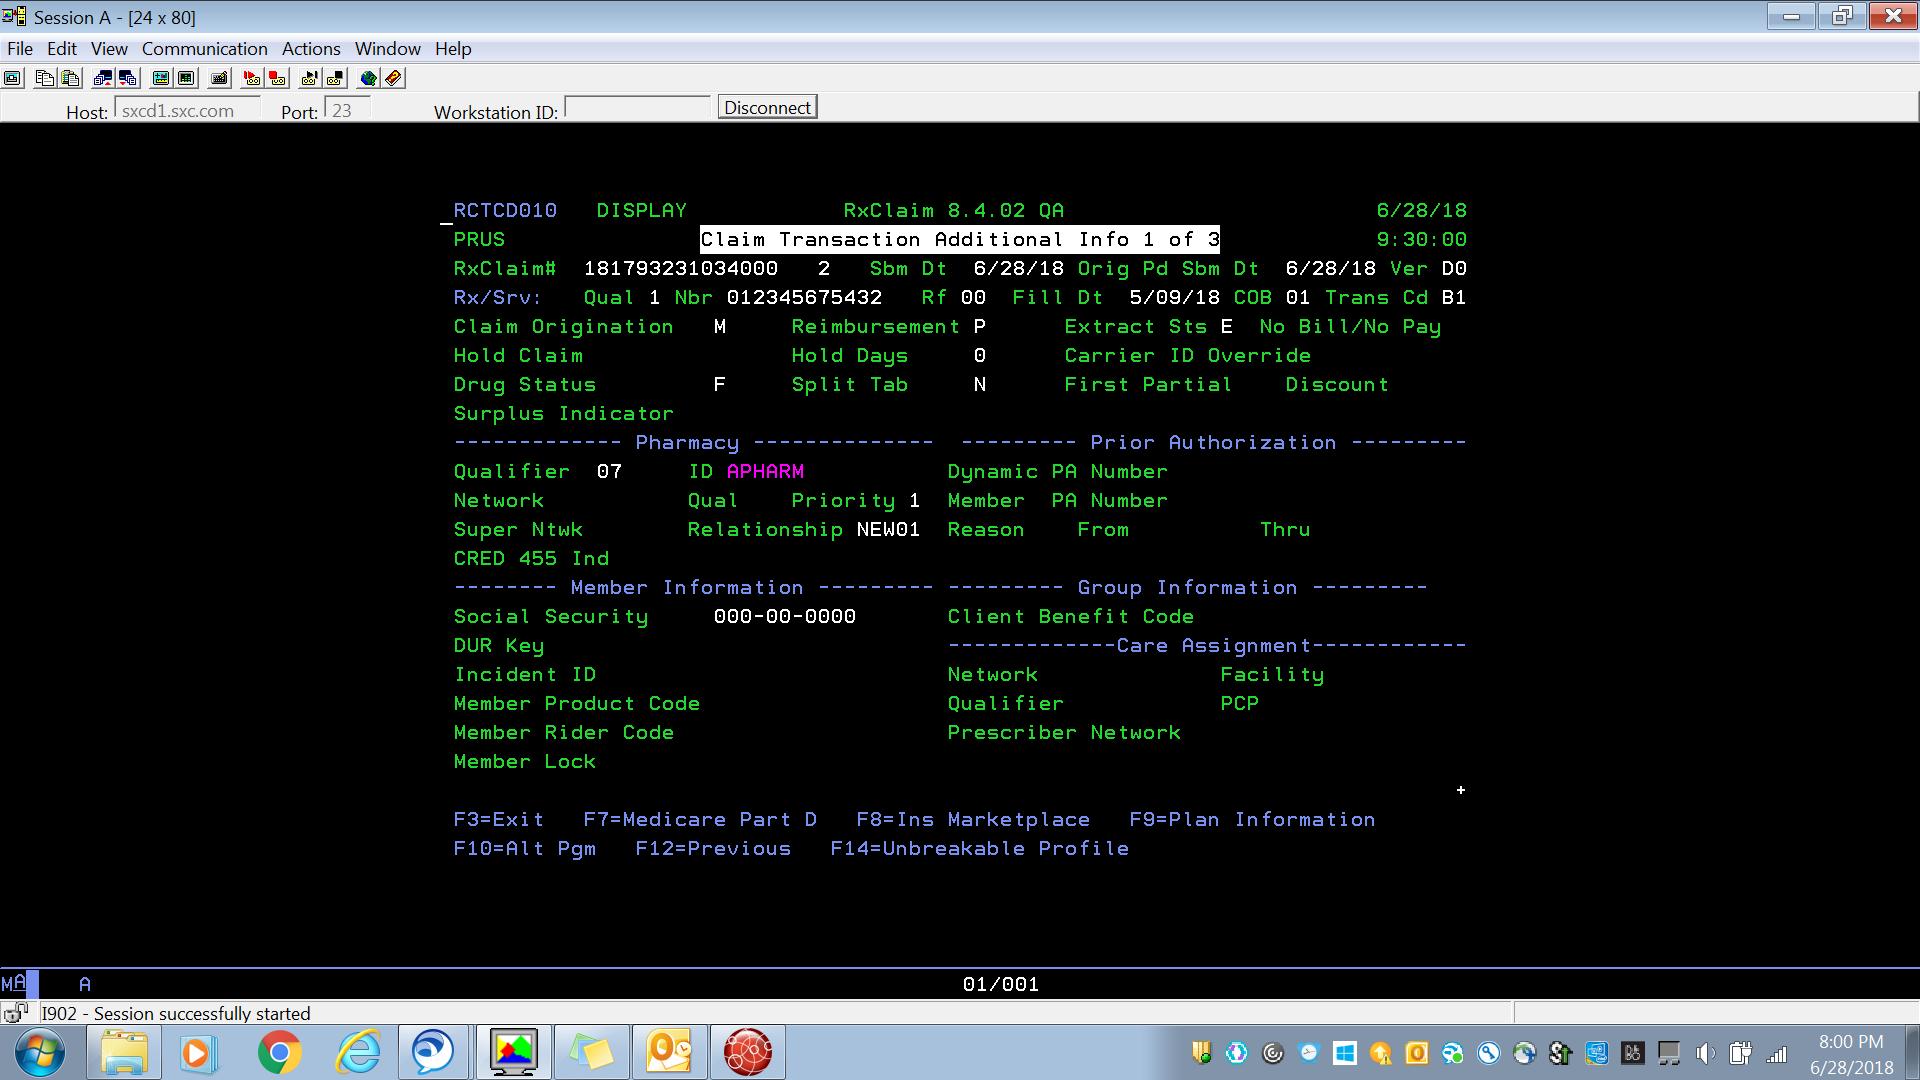 Session A - [24 x 80]
File Edit View Communication Actions Window Help
Host: sxcd1.sxc.com Port: 23 Workstation ID: Disconnect
RCTCD010 DISPLAY RxClaim 8.4.02 QA 6/28/18
PRUS Claim Transaction Additional Info 1 of 3 9:30:00
RxClaim# 181793231034000 2 Sbm Dt 6/28/18 Orig Pd Sbm Dt 6/28/18 Ver D0
Rx/Srv: Qual 1 Nbr 012345675432 Rf 00 Fill Dt 5/09/18 COB 01 Trans Cd B1
Claim Origination M Reimbursement P Extract Sts E No Bill/No Pay
Hold Claim Hold Days 0 Carrier ID Override
Drug Status F Split Tab N First Partial Discount
Surplus Indicator
------------- Pharmacy -------------- --------- Prior Authorization ---------
Qualifier 07 ID APHARM Dynamic PA Number
Network Qual Priority 1 Member PA Number
Super Ntwk Relationship NEW01 Reason From Thru
CRED 455 Ind
-------- Member Information --------- --------- Group Information ---------
Social Security 000-00-0000 Client Benefit Code
DUR Key -------------Care Assignment------------
Incident ID Network Facility
Member Product Code Qualifier PCP
Member Rider Code Prescriber Network
Member Lock
+
F3=Exit F7=Medicare Part D F8=Ins Marketplace F9=Plan Information
F10=Alt Pgm F12=Previous F14=Unbreakable Profile
MA A 01/001
I902 - Session successfully started
8:00 PM
6/28/2018